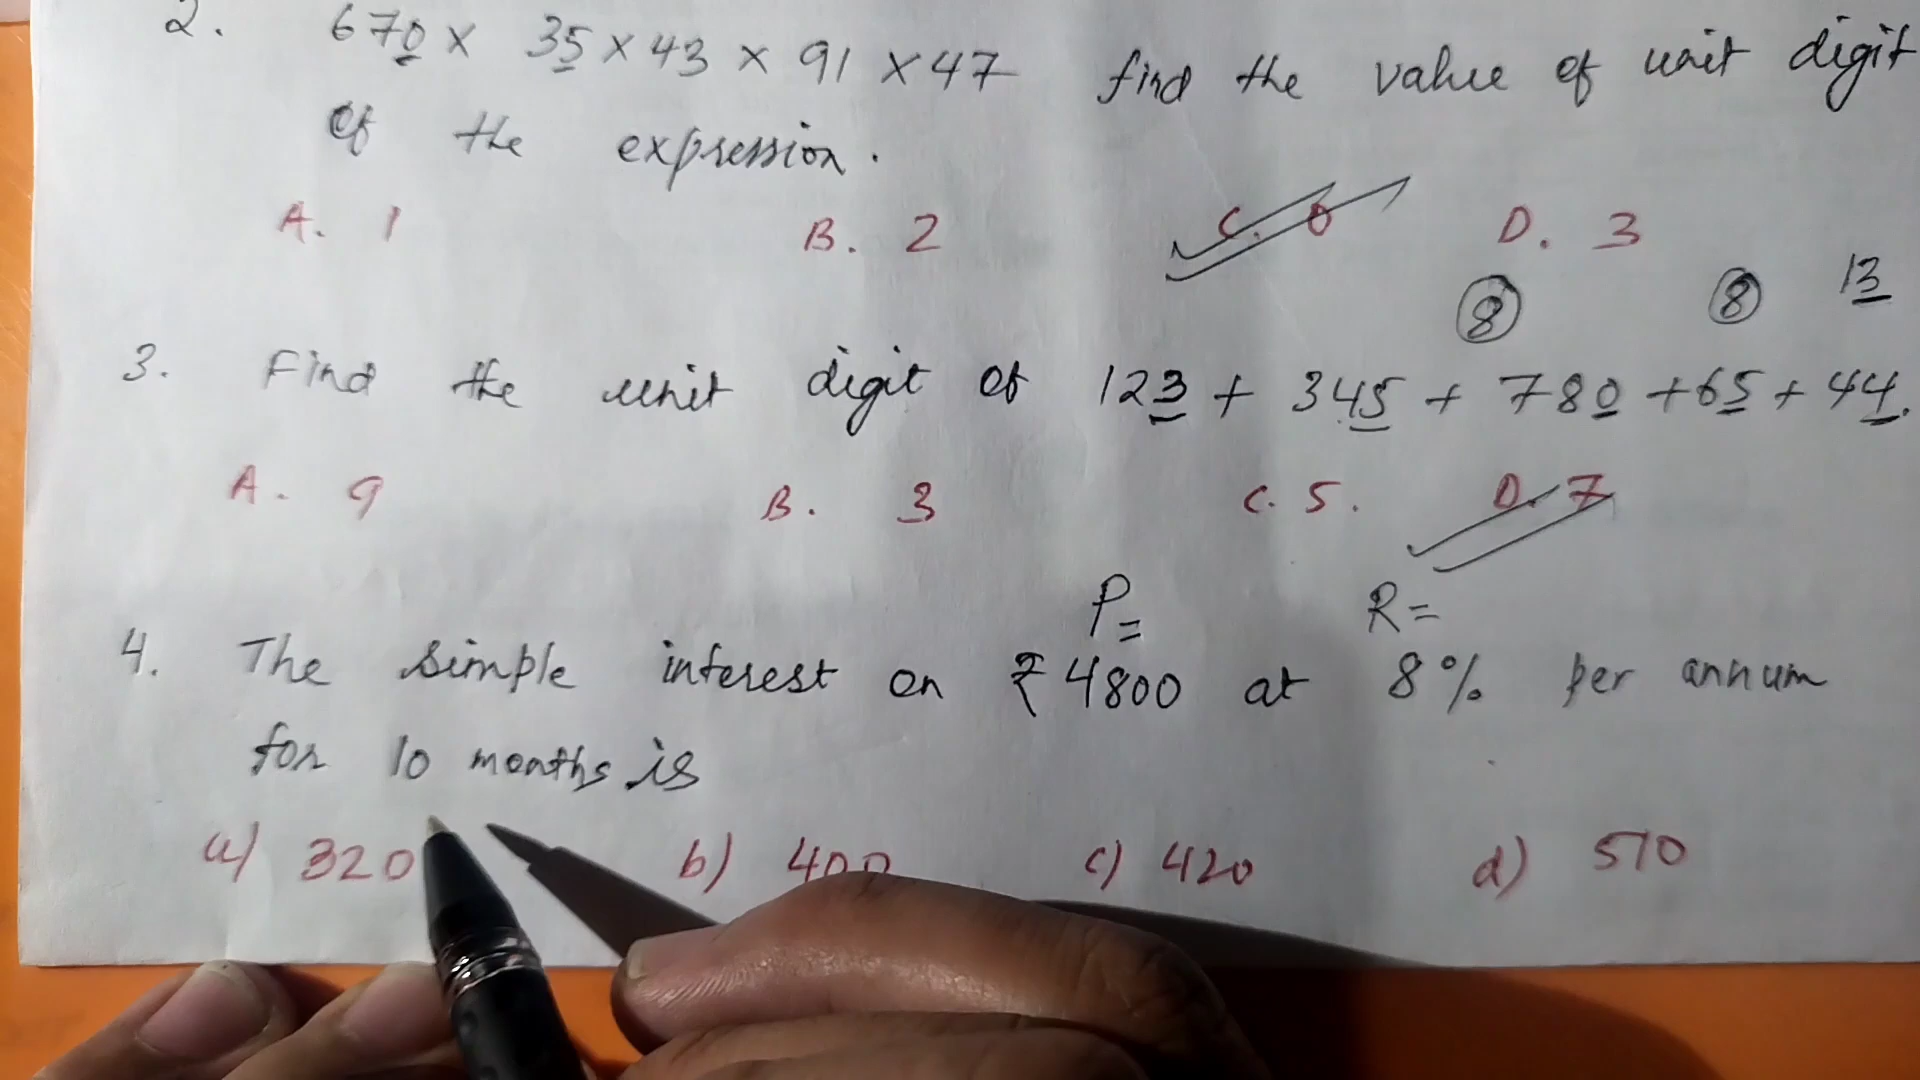 2. 670 × 35 × 43 × 91 × 47 find the value of unit digit
of the expression.
A. 1 B. 2 C. 0 D. 3
8 8 13
3. Find the unit digit of 123 + 345 + 780 + 65 + 44.
A. 9 B. 3 C. 5. D. 7
P= R=
4. The simple interest on ₹ 4800 at 8% per annum
for 10 months is
a) 320 b) 400 c) 420 d) 510